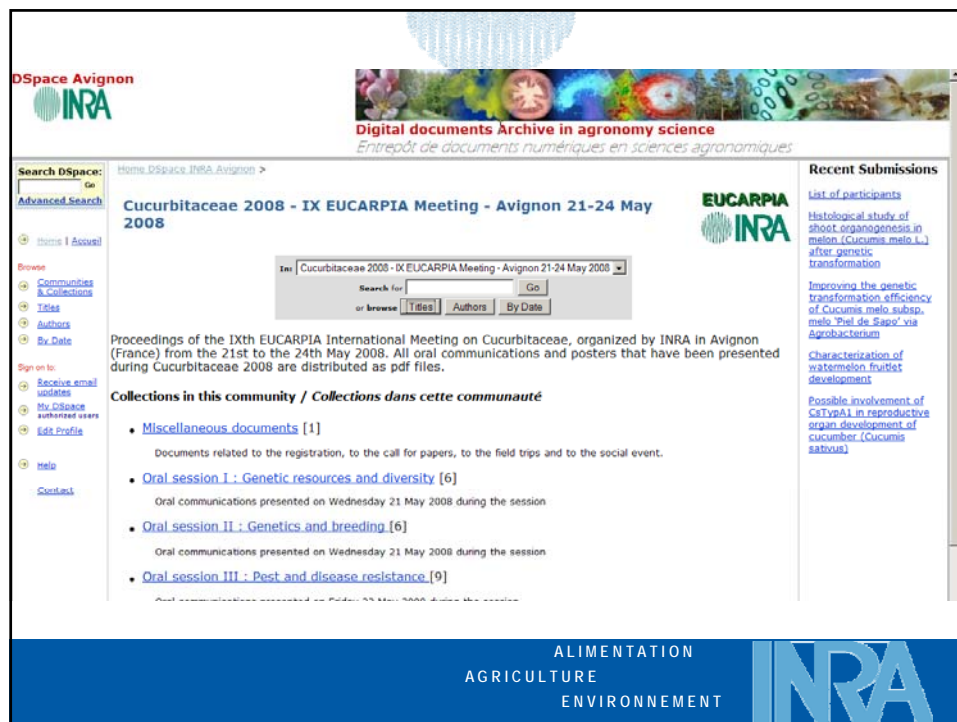 DSpace Avignon
INRA
Digital documents Archive in agronomy science
Entrepôt de documents numériques en sciences agronomiques
Search DSpace:
Go
Advanced Search
Home | Accueil
Browse
Communities
& Collections
Titles
Authors
By Date
Sign on to:
Receive email
updates
My DSpace
authorized users
Edit Profile
Help
Contact
Home DSpace INRA Avignon >
Cucurbitaceae 2008 - IX EUCARPIA Meeting - Avignon 21-24 May
2008
EUCARPIA
INRA
In: Cucurbitaceae 2008 - IX EUCARPIA Meeting - Avignon 21-24 May 2008
Search for Go
or browse Titles Authors By Date
Proceedings of the IXth EUCARPIA International Meeting on Cucurbitaceae, organized by INRA in Avignon
(France) from the 21st to the 24th May 2008. All oral communications and posters that have been presented
during Cucurbitaceae 2008 are distributed as pdf files.
Collections in this community / Collections dans cette communauté
• Miscellaneous documents [1]
Documents related to the registration, to the call for papers, to the field trips and to the social event.
• Oral session I : Genetic resources and diversity [6]
Oral communications presented on Wednesday 21 May 2008 during the session
• Oral session II : Genetics and breeding [6]
Oral communications presented on Wednesday 21 May 2008 during the session
• Oral session III : Pest and disease resistance [9]
Oral communications presented on Friday 23 May 2008 during the session
Recent Submissions
List of participants
Histological study of
shoot organogenesis in
melon (Cucumis melo L.)
after genetic
transformation
Improving the genetic
transformation efficiency
of Cucumis melo subsp.
melo 'Piel de Sapo' via
Agrobacterium
Characterization of
watermelon fruitlet
development
Possible involvement of
CsTypA1 in reproductive
organ development of
cucumber (Cucumis
sativus)
ALIMENTATION
AGRICULTURE
ENVIRONNEMENT
INRA